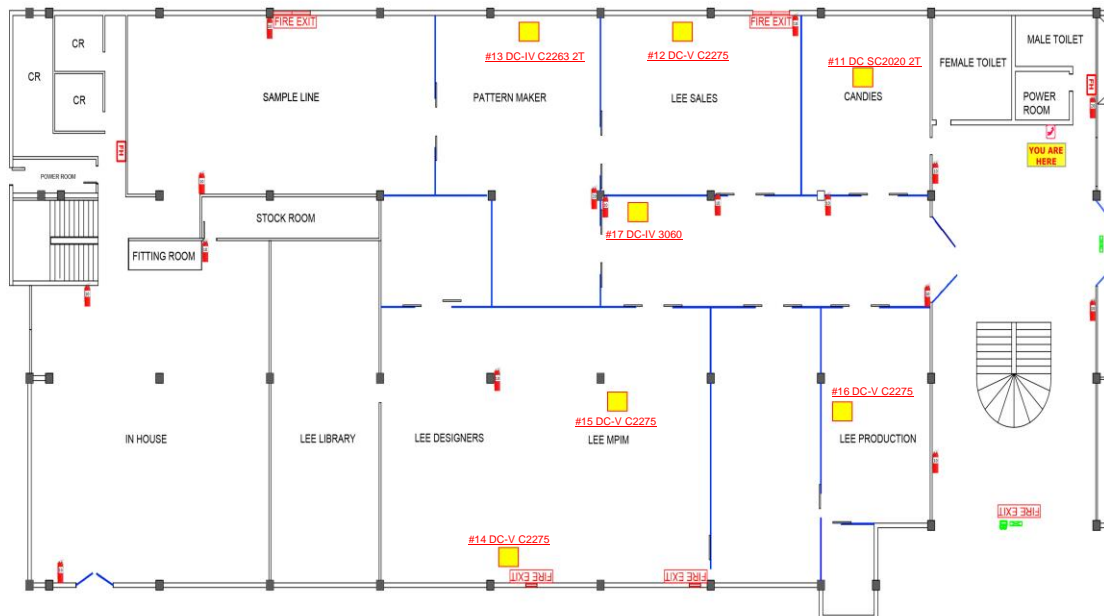 FIRE EXIT
FIRE EXIT
CR
CR
CR
#13 DC-IV C2263 2T
#12 DC-V C2275
#11 DC SC2020 2T
FEMALE TOILET
MALE TOILET
SAMPLE LINE
PATTERN MAKER
LEE SALES
CANDIES
POWER
ROOM
FH
FH
YOU ARE
HERE
POWER ROOM
STOCK ROOM
#17 DC-IV 3060
FITTING ROOM
#15 DC-V C2275
#16 DC-V C2275
IN HOUSE
LEE LIBRARY
LEE DESIGNERS
LEE MPIM
LEE PRODUCTION
FIRE EXIT
#14 DC-V C2275
FIRE EXIT
FIRE EXIT